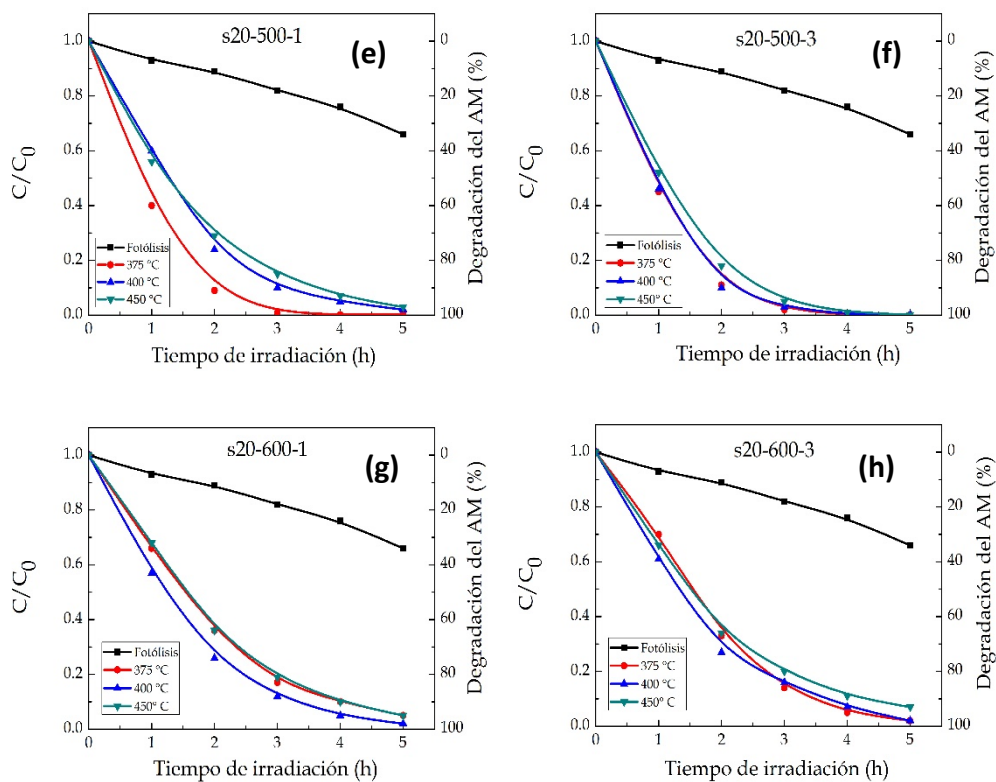 s20-500-1
(e)
C/C0
1.0
0.8
0.6
0.4
0.2
0.0
0
20
40
60
80
100
Degradación del AM (%)
Fotólisis
375 °C
400 °C
450 °C
0 1 2 3 4 5
Tiempo de irradiación (h)
s20-500-3
(f)
C/C0
1.0
0.8
0.6
0.4
0.2
0.0
0
20
40
60
80
100
Degradación del AM (%)
Fotólisis
375 °C
400 °C
450° C
0 1 2 3 4 5
Tiempo de irradiación (h)
s20-600-1
(g)
C/C0
1.0
0.8
0.6
0.4
0.2
0.0
0
20
40
60
80
100
Degradación del AM (%)
Fotólisis
375 °C
400 °C
450° C
0 1 2 3 4 5
Tiempo de irradiación (h)
s20-600-3
(h)
C/C0
1.0
0.8
0.6
0.4
0.2
0.0
0
20
40
60
80
100
Degradación del AM (%)
Fotólisis
375 °C
400 °C
450° C
0 1 2 3 4 5
Tiempo de irradiación (h)